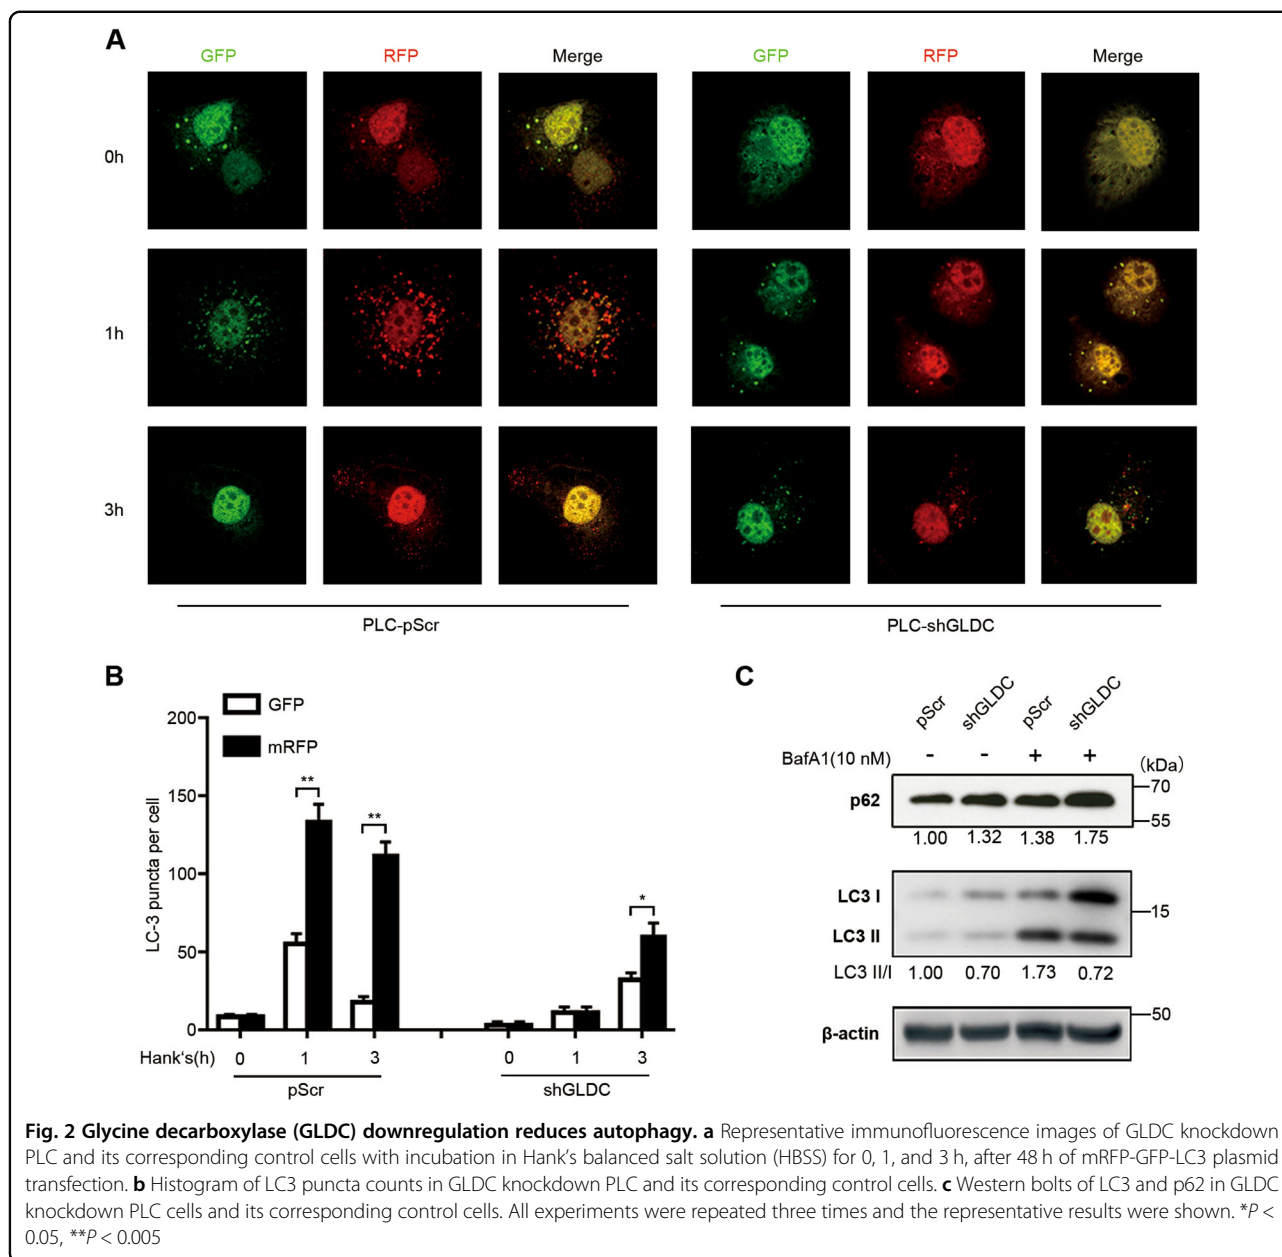 A
GFP RFP Merge GFP RFP Merge
0h
1h
3h
PLC-pScr PLC-shGLDC
B
GFP
mRFP
LC-3 puncta per cell
200
150
100
50
0
** ** *
Hank's(h) 0 1 3 0 1 3
pScr shGLDC
C
pScr shGLDC pScr shGLDC
BafA1(10 nM) - - + + (kDa)
p62 70
55
1.00 1.32 1.38 1.75
LC3 I 15
LC3 II
LC3 II/I 1.00 0.70 1.73 0.72
50
β-actin
Fig. 2 Glycine decarboxylase (GLDC) downregulation reduces autophagy. a Representative immunofluorescence images of GLDC knockdown
PLC and its corresponding control cells with incubation in Hank's balanced salt solution (HBSS) for 0, 1, and 3 h, after 48 h of mRFP-GFP-LC3 plasmid
transfection. b Histogram of LC3 puncta counts in GLDC knockdown PLC and its corresponding control cells. c Western bolts of LC3 and p62 in GLDC
knockdown PLC cells and its corresponding control cells. All experiments were repeated three times and the representative results were shown. *P <
0.05, **P < 0.005